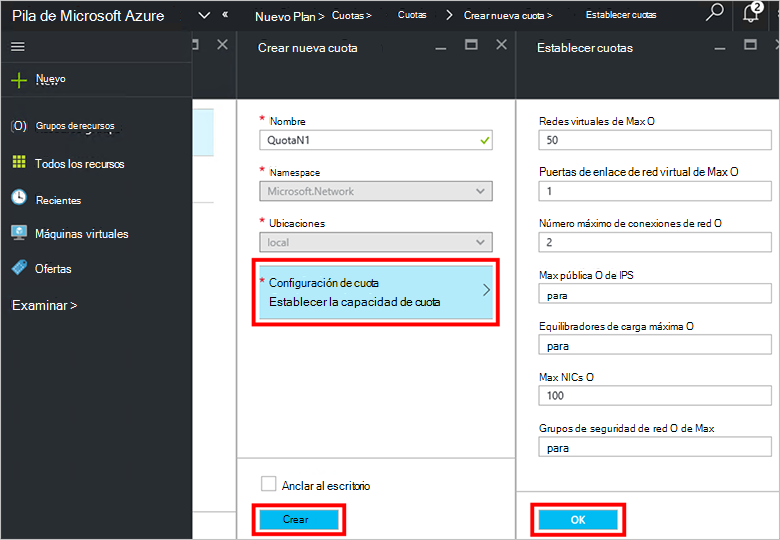 Pila de Microsoft Azure
Nuevo Plan > Cuotas > Cuotas > Crear nueva cuota > Establecer cuotas
2
Nuevo
Grupos de recursos
Todos los recursos
Recientes
Máquinas virtuales
Ofertas
Examinar >
Crear nueva cuota
* Nombre
QuotaN1
* Namespace
Microsoft.Network
* Ubicaciones
local
* Configuración de cuota
Establecer la capacidad de cuota
Anclar al escritorio
Crear
Establecer cuotas
Redes virtuales de Max O
50
Puertas de enlace de red virtual de Max O
1
Número máximo de conexiones de red O
2
Max pública O de IPS
para
Equilibradores de carga máxima O
para
Max NICs O
100
Grupos de seguridad de red O de Max
para
OK